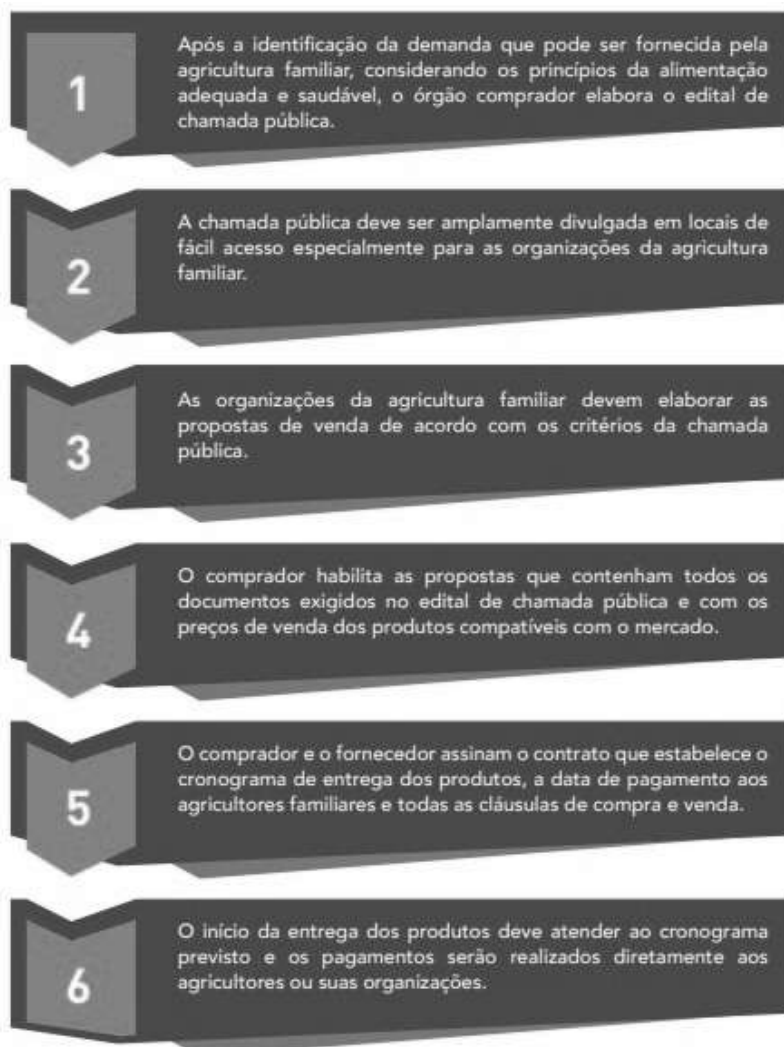 1
Após a identificação da demanda que pode ser fornecida pela
agricultura familiar, considerando os princípios da alimentação
adequada e saudável, o órgão comprador elabora o edital de
chamada pública.
2
A chamada pública deve ser amplamente divulgada em locais de
fácil acesso especialmente para as organizações da agricultura
familiar.
3
As organizações da agricultura familiar devem elaborar as
propostas de venda de acordo com os critérios da chamada
pública.
4
O comprador habilita as propostas que contenham todos os
documentos exigidos no edital de chamada pública e com os
preços de venda dos produtos compatíveis com o mercado.
5
O comprador e o fornecedor assinam o contrato que estabelece o
cronograma de entrega dos produtos, a data de pagamento aos
agricultores familiares e todas as cláusulas de compra e venda.
6
O início da entrega dos produtos deve atender ao cronograma
previsto e os pagamentos serão realizados diretamente aos
agricultores ou suas organizações.